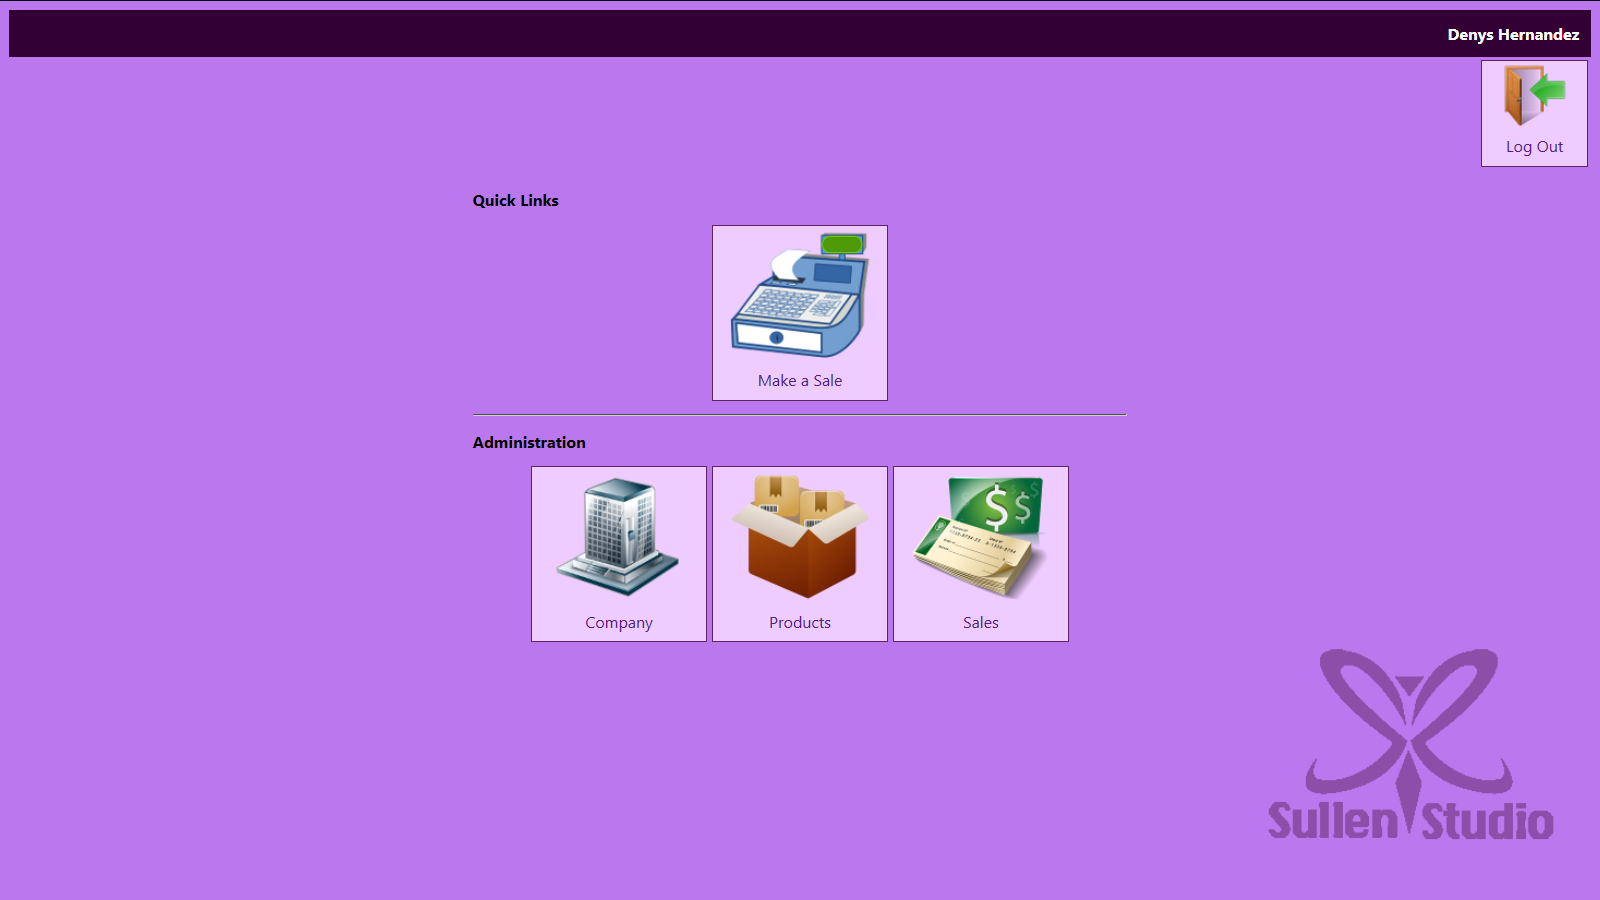 Denys Hernandez
Log Out
Quick Links
Make a Sale
Administration
Company
Products
Sales
Sullen Studio